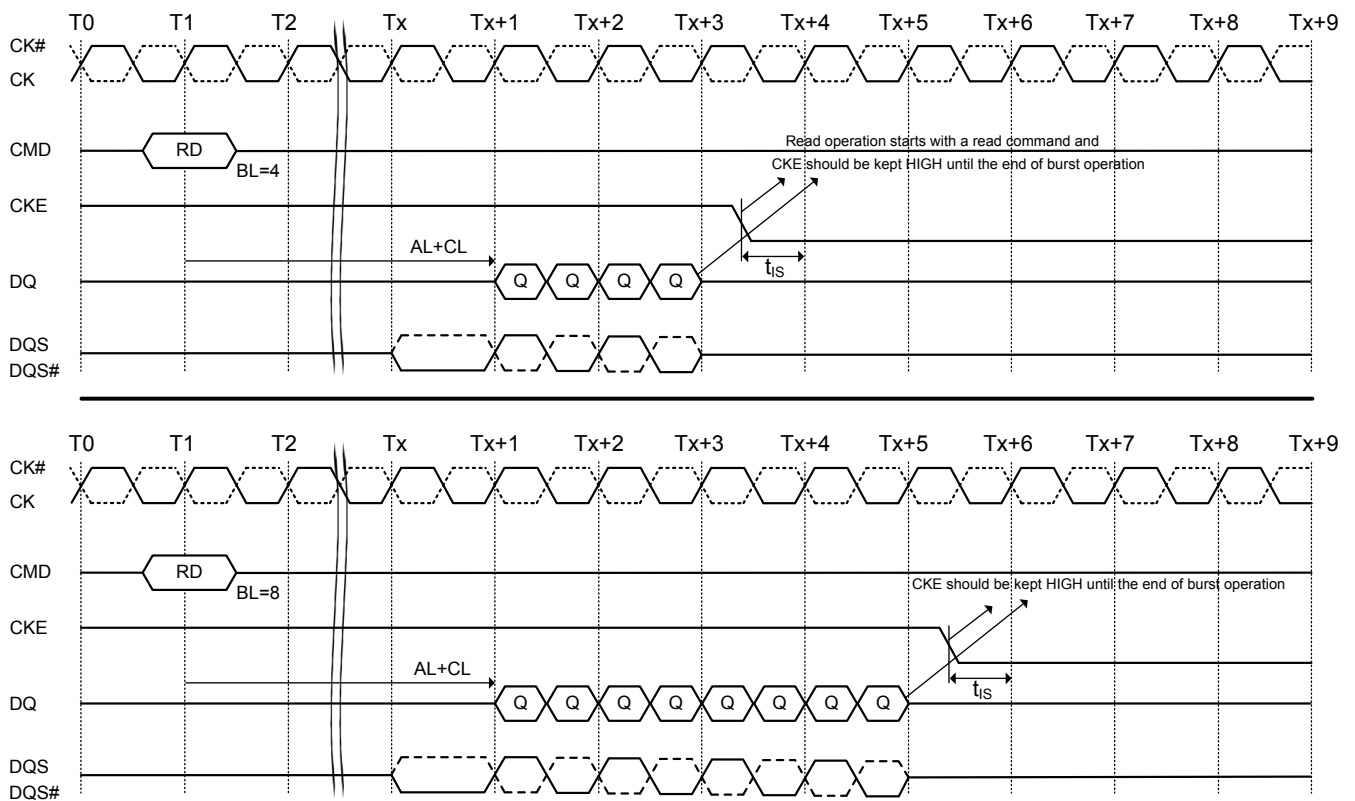 T0 T1 T2 Tx Tx+1 Tx+2 Tx+3 Tx+4 Tx+5 Tx+6 Tx+7 Tx+8 Tx+9
CK#
CK
CMD RD
BL=4
Read operation starts with a read command and
CKE should be kept HIGH until the end of burst operation
CKE
AL+CL
tIS
DQ Q Q Q Q
DQS
DQS#
T0 T1 T2 Tx Tx+1 Tx+2 Tx+3 Tx+4 Tx+5 Tx+6 Tx+7 Tx+8 Tx+9
CK#
CK
CMD RD
BL=8
CKE should be kept HIGH until the end of burst operation
CKE
AL+CL
tIS
DQ Q Q Q Q Q Q Q Q
DQS
DQS#